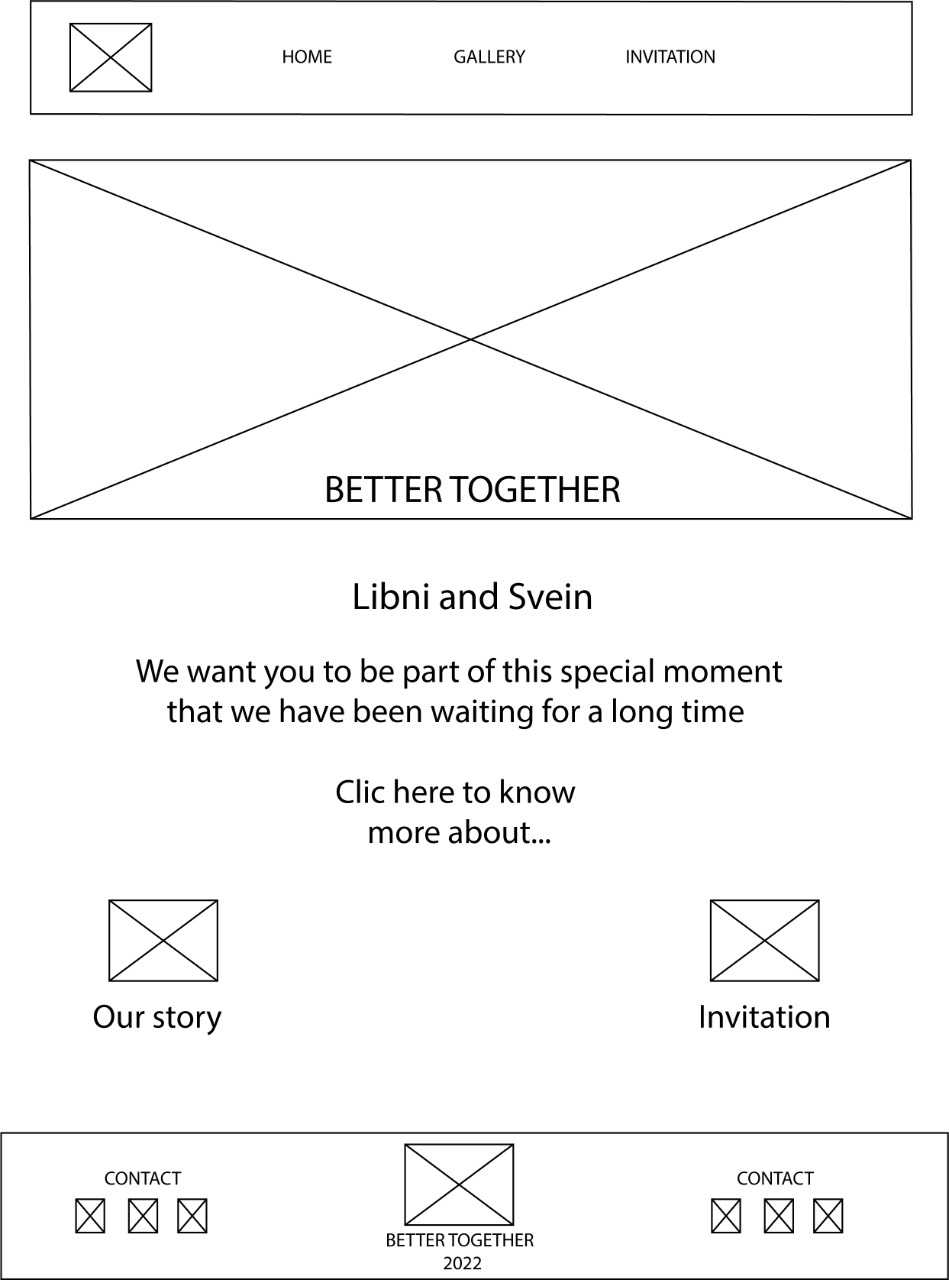 HOME GALLERY INVITATION
BETTER TOGETHER
Libni and Svein
We want you to be part of this special moment
that we have been waiting for a long time
Clic here to know
more about...
Our story Invitation
CONTACT CONTACT
BETTER TOGETHER
2022